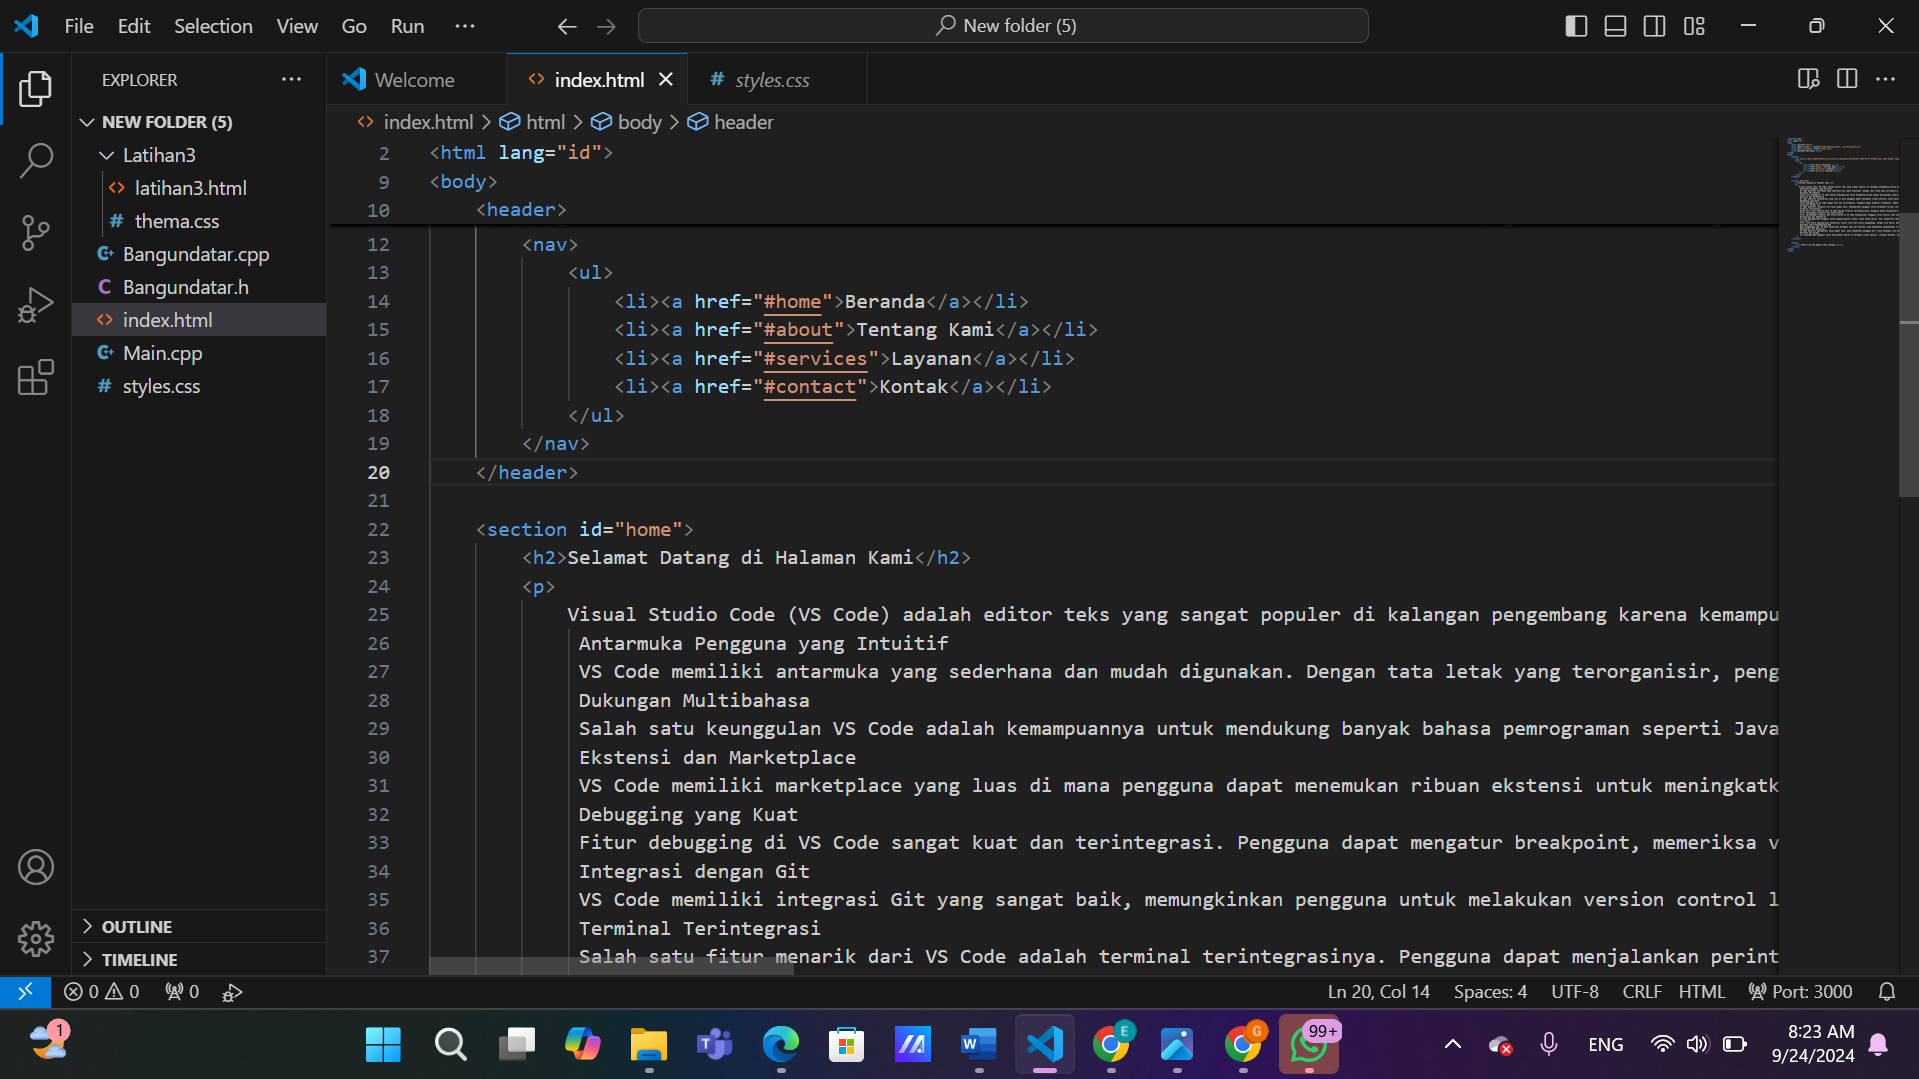 File Edit Selection View Go Run ··· New folder (5)
EXPLORER ···
NEW FOLDER (5)
Latihan3
latihan3.html
thema.css
Bangundatar.cpp
Bangundatar.h
index.html
Main.cpp
styles.css
OUTLINE
TIMELINE
Welcome index.html styles.css
index.html > html > body > header
2 <html lang="id">
9 <body>
10 <header>
12 <nav>
13 <ul>
14 <li><a href="#home">Beranda</a></li>
15 <li><a href="#about">Tentang Kami</a></li>
16 <li><a href="#services">Layanan</a></li>
17 <li><a href="#contact">Kontak</a></li>
18 </ul>
19 </nav>
20 </header>
21
22 <section id="home">
23 <h2>Selamat Datang di Halaman Kami</h2>
24 <p>
25 Visual Studio Code (VS Code) adalah editor teks yang sangat populer di kalangan pengembang karena kemampu
26 Antarmuka Pengguna yang Intuitif
27 VS Code memiliki antarmuka yang sederhana dan mudah digunakan. Dengan tata letak yang terorganisir, peng
28 Dukungan Multibahasa
29 Salah satu keunggulan VS Code adalah kemampuannya untuk mendukung banyak bahasa pemrograman seperti Java
30 Ekstensi dan Marketplace
31 VS Code memiliki marketplace yang luas di mana pengguna dapat menemukan ribuan ekstensi untuk meningkatk
32 Debugging yang Kuat
33 Fitur debugging di VS Code sangat kuat dan terintegrasi. Pengguna dapat mengatur breakpoint, memeriksa v
34 Integrasi dengan Git
35 VS Code memiliki integrasi Git yang sangat baik, memungkinkan pengguna untuk melakukan version control l
36 Terminal Terintegrasi
37 Salah satu fitur menarik dari VS Code adalah terminal terintegrasinya. Pengguna dapat menjalankan perint
0 0 0 Ln 20, Col 14 Spaces: 4 UTF-8 CRLF HTML Port: 3000
1 E G 99+ ENG 8:23 AM
9/24/2024